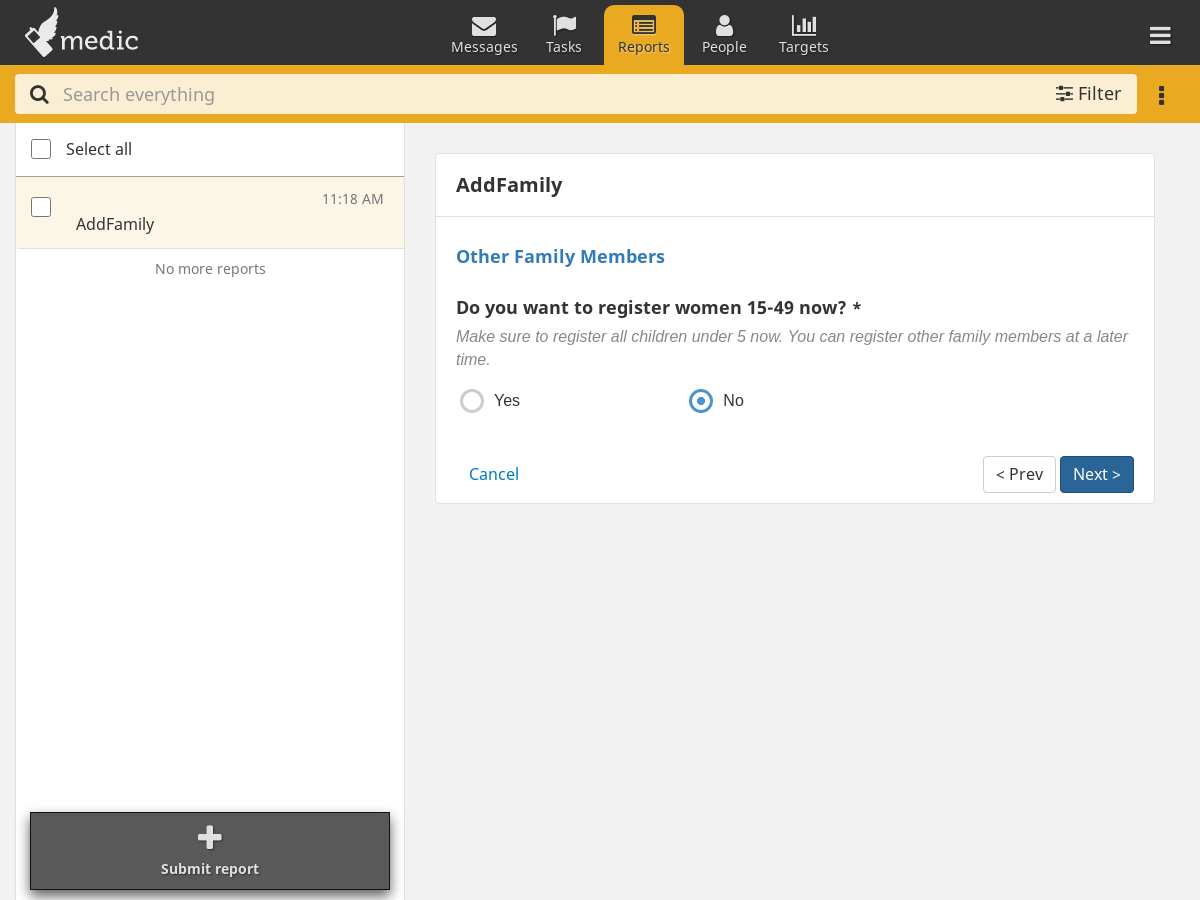 medic
Messages
Tasks
Reports
People
Targets
Search everything
Filter
Select all
11:18 AM
AddFamily
No more reports
Submit report
AddFamily
Other Family Members
Do you want to register women 15-49 now? *
Make sure to register all children under 5 now. You can register other family members at a later
time.
Yes
No
Cancel
< Prev
Next >